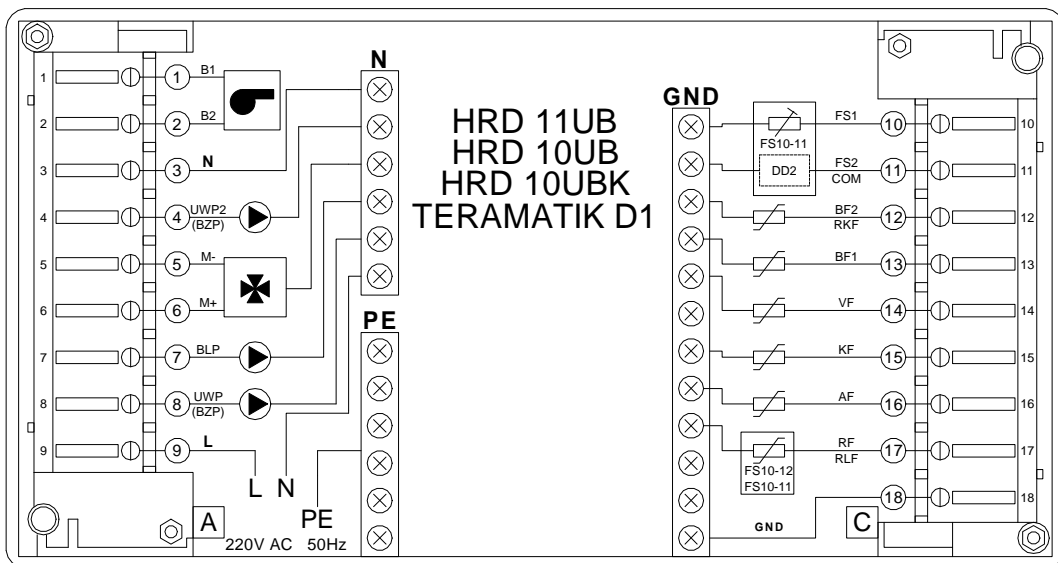 N
GND
HRD 11UB
HRD 10UB
HRD 10UBK
TERAMATIK D1
PE
1 1 B1
2 2 B2
3 3 N
4 4 UWP2
(BZP)
5 5 M-
6 6 M+
7 7 BLP
8 8 UWP
(BZP)
9 9 L
L N
PE
A
220V AC 50Hz
FS1 10 10
FS10-11
DD2 FS2 11 11
COM
BF2 12 12
RKF
BF1 13 13
VF 14 14
KF 15 15
AF 16 16
RF 17 17
RLF
FS10-12
FS10-11
18 18
GND
C